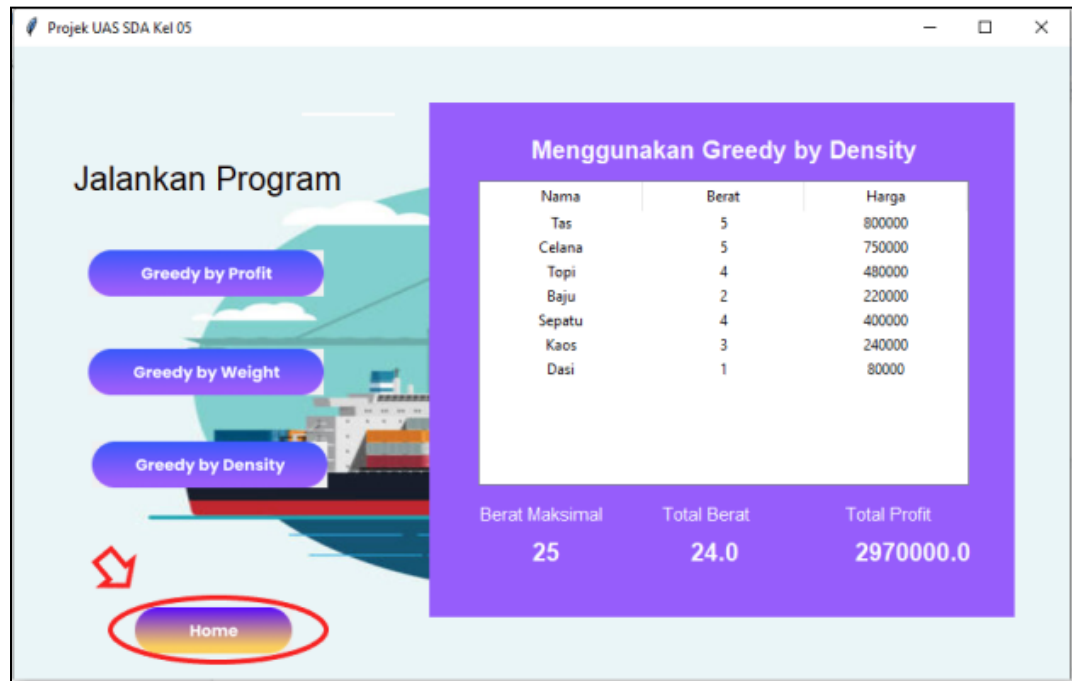 Projek UAS SDA Kel 05
Jalankan Program
Greedy by Profit
Greedy by Weight
Greedy by Density
Home
Menggunakan Greedy by Density
Nama Berat Harga
Tas 5 800000
Celana 5 750000
Topi 4 480000
Baju 2 220000
Sepatu 4 400000
Kaos 3 240000
Dasi 1 80000
Berat Maksimal Total Berat Total Profit
25 24.0 2970000.0